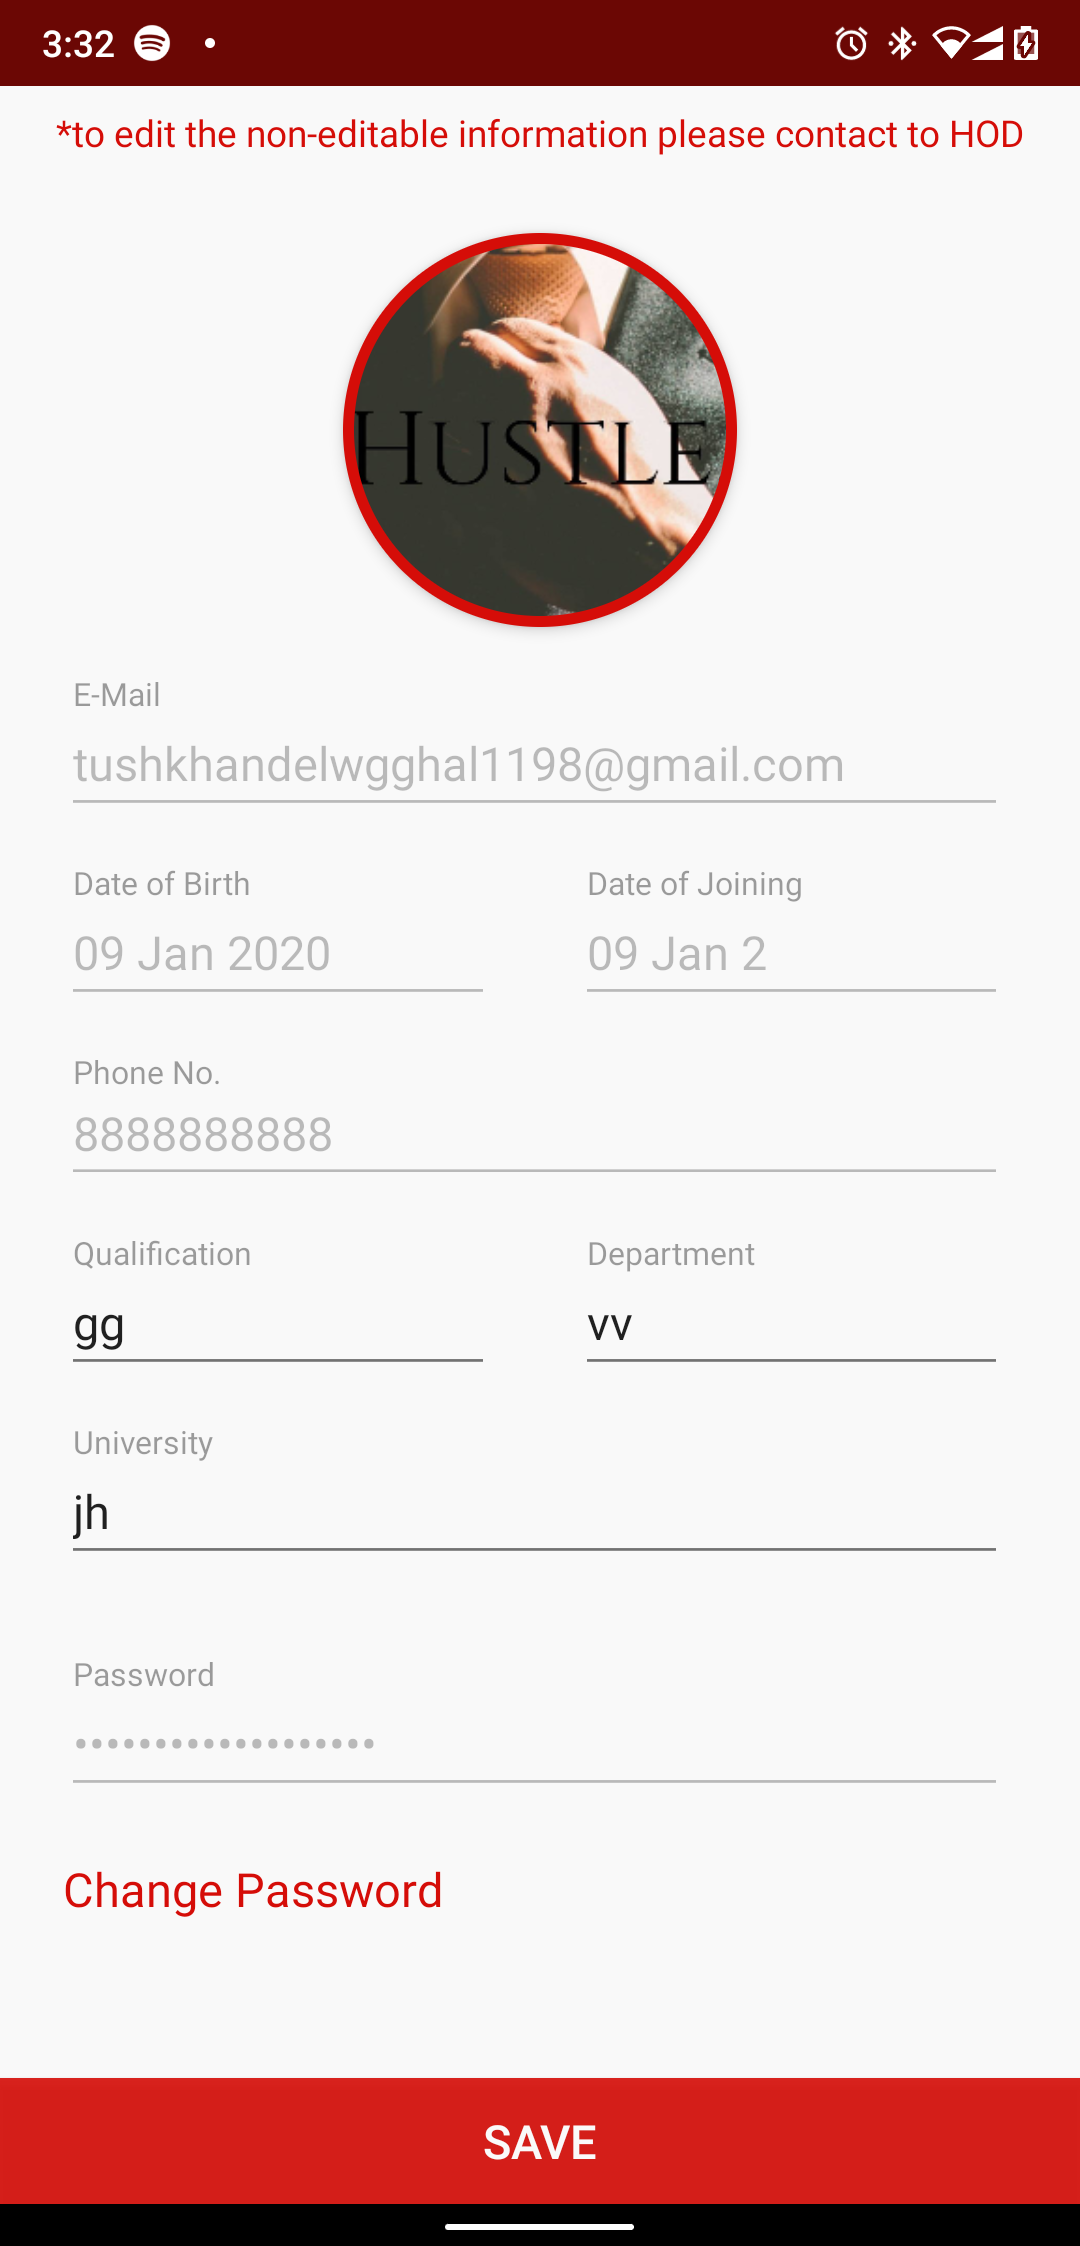 3:32
*to edit the non-editable information please contact to HOD
HUSTLE
E-Mail
tushkhandelwgghal1198@gmail.com
Date of Birth Date of Joining
09 Jan 2020 09 Jan 2
Phone No.
8888888888
Qualification Department
gg vv
University
jh
Password
•••••••••••••••••••
Change Password
SAVE